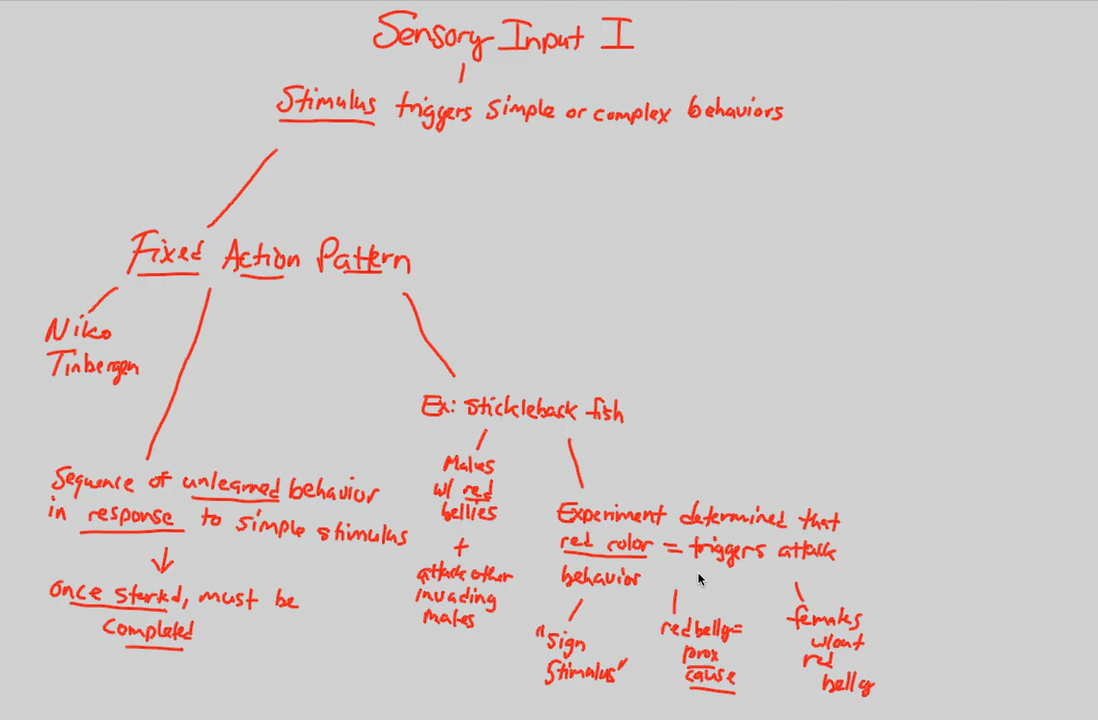 Sensory Input I
Stimulus triggers simple or complex behaviors
Fixed Action Pattern
Niko
Tinbergen
Sequence of unlearned behavior
in response to simple stimulus
Once started, must be
completed
Ex: Stickleback fish
Males
w/ red
bellies
+
attack other
invading
males
Experiment determined that
red color = triggers attack
behavior
"Sign
Stimulus"
red belly=
prox
cause
females
w/out
red
belly